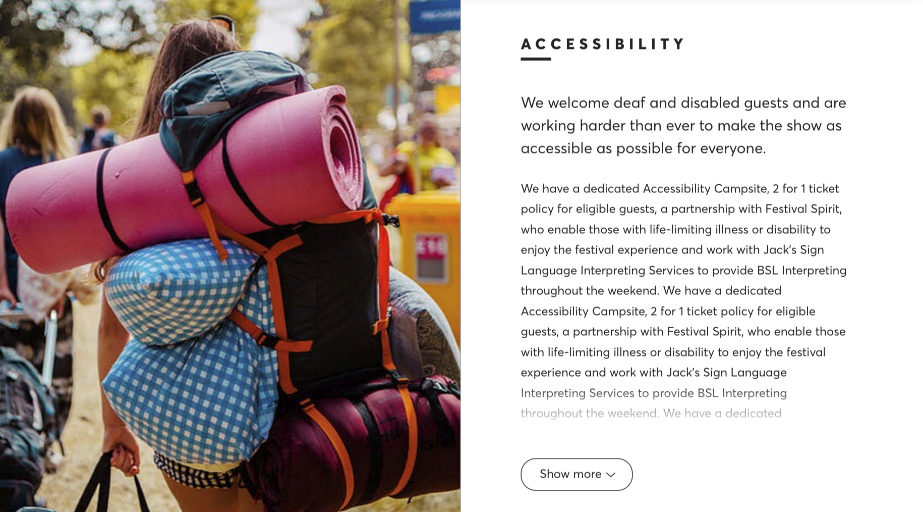 ACCESSIBILITY
We welcome deaf and disabled guests and are
working harder than ever to make the show as
accessible as possible for everyone.
We have a dedicated Accessibility Campsite, 2 for 1 ticket
policy for eligible guests, a partnership with Festival Spirit,
who enable those with life-limiting illness or disability to
enjoy the festival experience and work with Jack's Sign
Language Interpreting Services to provide BSL Interpreting
throughout the weekend. We have a dedicated
Accessibility Campsite, 2 for 1 ticket policy for eligible
guests, a partnership with Festival Spirit, who enable those
with life-limiting illness or disability to enjoy the festival
experience and work with Jack's Sign Language
Interpreting Services to provide BSL Interpreting
throughout the weekend. We have a dedicated
Show more